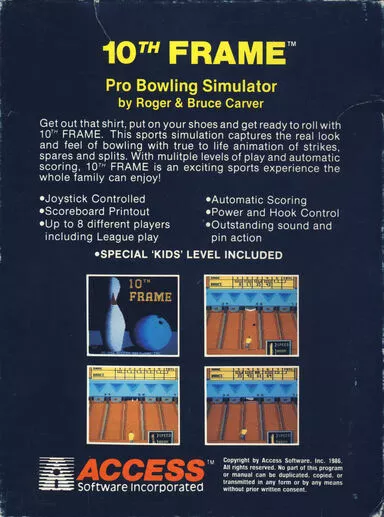 10TH FRAME™
Pro Bowling Simulator
by Roger & Bruce Carver
Get out that shirt, put on your shoes and get ready to roll with
10TH FRAME. This sports simulation captures the real look
and feel of bowling with true to life animation of strikes,
spares and splits. With mulitple levels of play and automatic
scoring, 10TH FRAME is an exciting sports experience the
whole family can enjoy!
•Joystick Controlled
•Scoreboard Printout
•Up to 8 different players
including League play
•Automatic Scoring
•Power and Hook Control
•Outstanding sound and
pin action
•SPECIAL 'KIDS' LEVEL INCLUDED
10TH
FRAME
SPEED
ACCESS™
Software Incorporated
Copyright by Access Software, Inc. 1986.
All rights reserved. No part of this program
or manual can be duplicated, copied, or
transmitted in any form or by any means
without prior written consent.